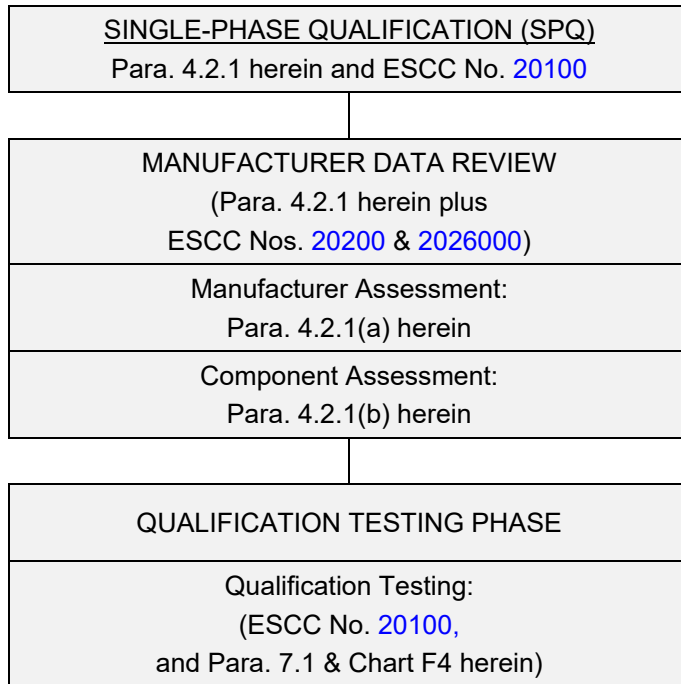 SINGLE-PHASE QUALIFICATION (SPQ)
Para. 4.2.1 herein and ESCC No. 20100
MANUFACTURER DATA REVIEW
(Para. 4.2.1 herein plus
ESCC Nos. 20200 & 2026000)
Manufacturer Assessment:
Para. 4.2.1(a) herein
Component Assessment:
Para. 4.2.1(b) herein
QUALIFICATION TESTING PHASE
Qualification Testing:
(ESCC No. 20100,
and Para. 7.1 & Chart F4 herein)